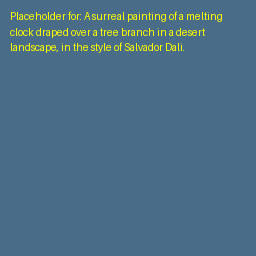 Placeholder for: A surreal painting of a melting
clock draped over a tree branch in a desert
landscape, in the style of Salvador Dali.